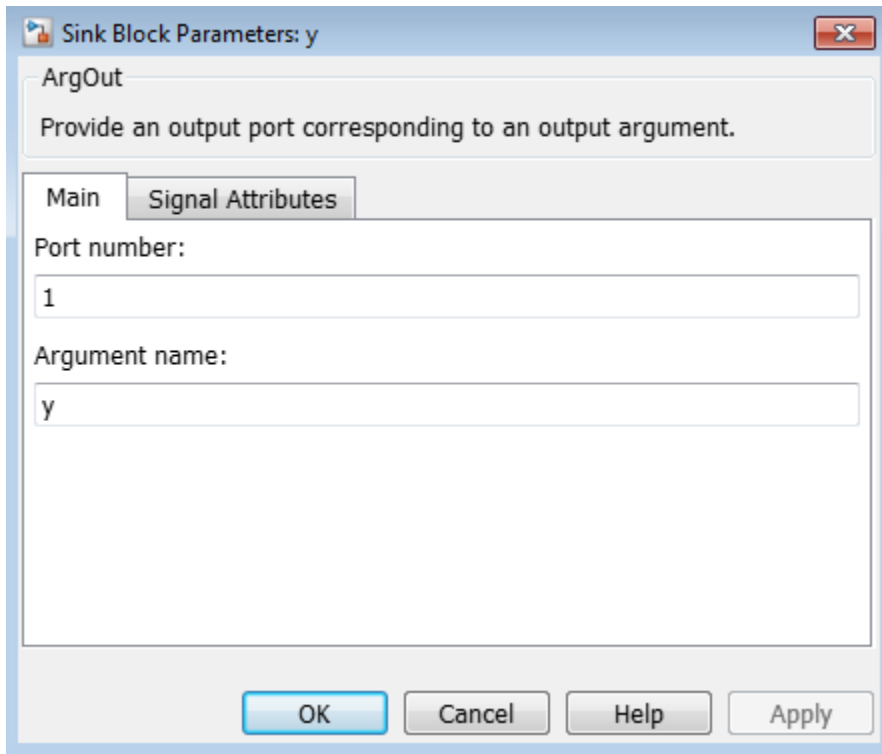 Sink Block Parameters: y
ArgOut
Provide an output port corresponding to an output argument.
Main
Signal Attributes
Port number:
1
Argument name:
y
OK
Cancel
Help
Apply